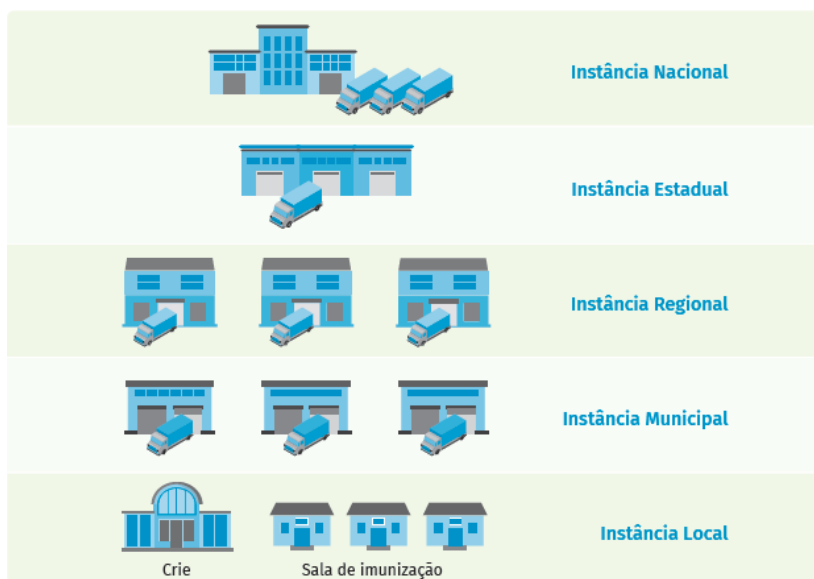 Instância Nacional
Instância Estadual
Instância Regional
Instância Municipal
Instância Local
Crie
Sala de imunização